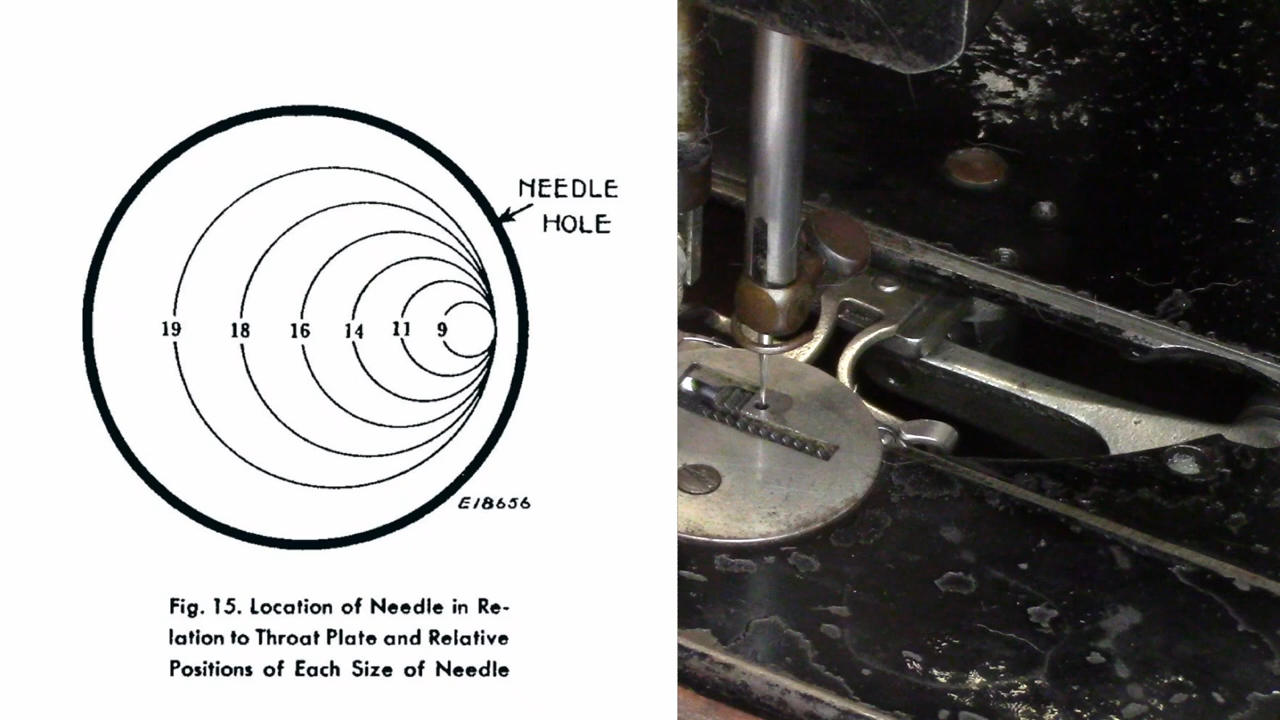 NEEDLE
HOLE
19 18 16 14 11 9
E18656
Fig. 15. Location of Needle in Re-
lation to Throat Plate and Relative
Positions of Each Size of Needle